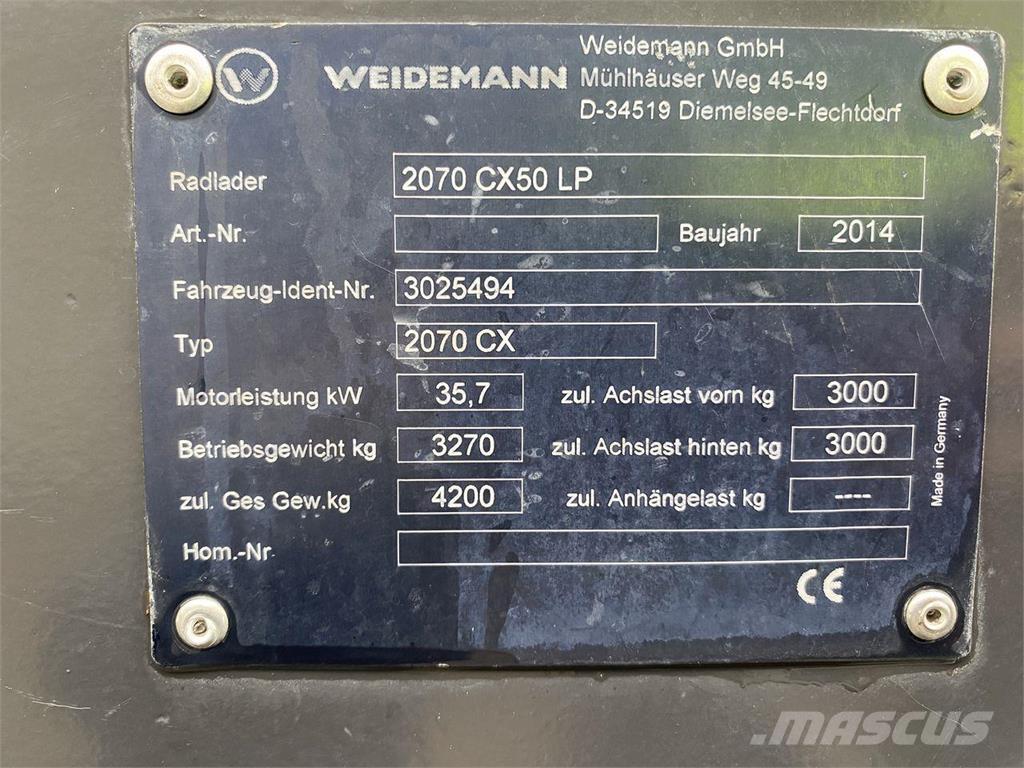 W WEIDEMANN
Weidemann GmbH
Mühlhäuser Weg 45-49
D-34519 Diemelsee-Flechtdorf
Radlader 2070 CX50 LP
Art.-Nr. Baujahr 2014
Fahrzeug-Ident-Nr. 3025494
Typ 2070 CX
Motorleistung kW 35,7 zul. Achslast vorn kg 3000
Betriebsgewicht kg 3270 zul. Achslast hinten kg 3000
zul. Ges Gew.kg 4200 zul. Anhängelast kg ----
Hom.-Nr
Made in Germany
CE
MASCUS